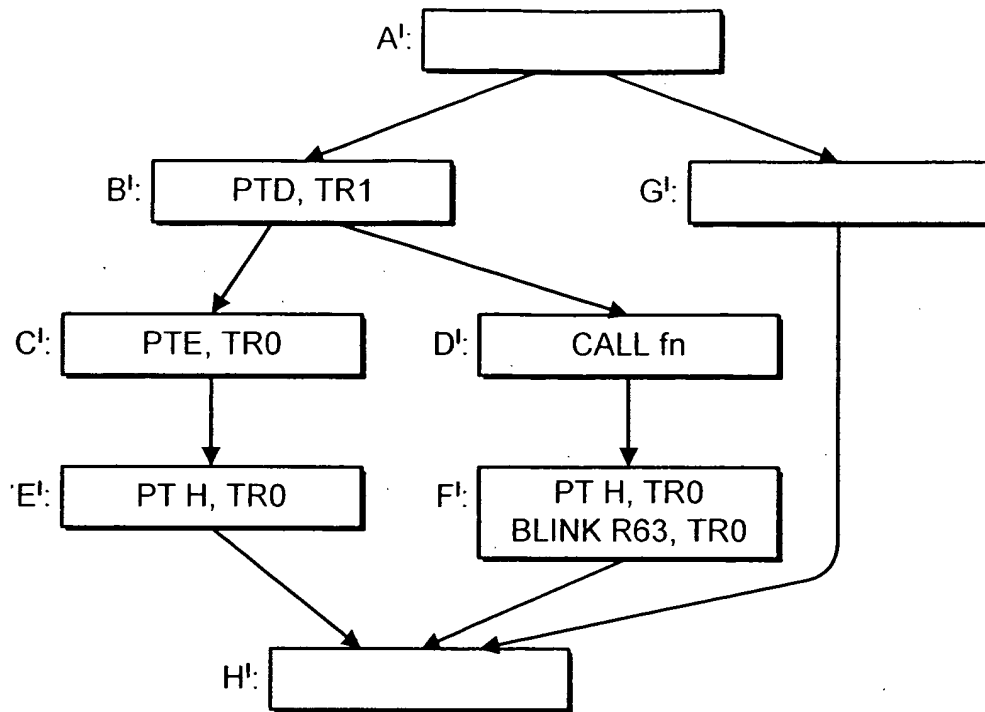 A':
B': PTD, TR1
G':
C': PTE, TR0
D': CALL fn
E': PT H, TR0
F': PT H, TR0
BLINK R63, TR0
H':